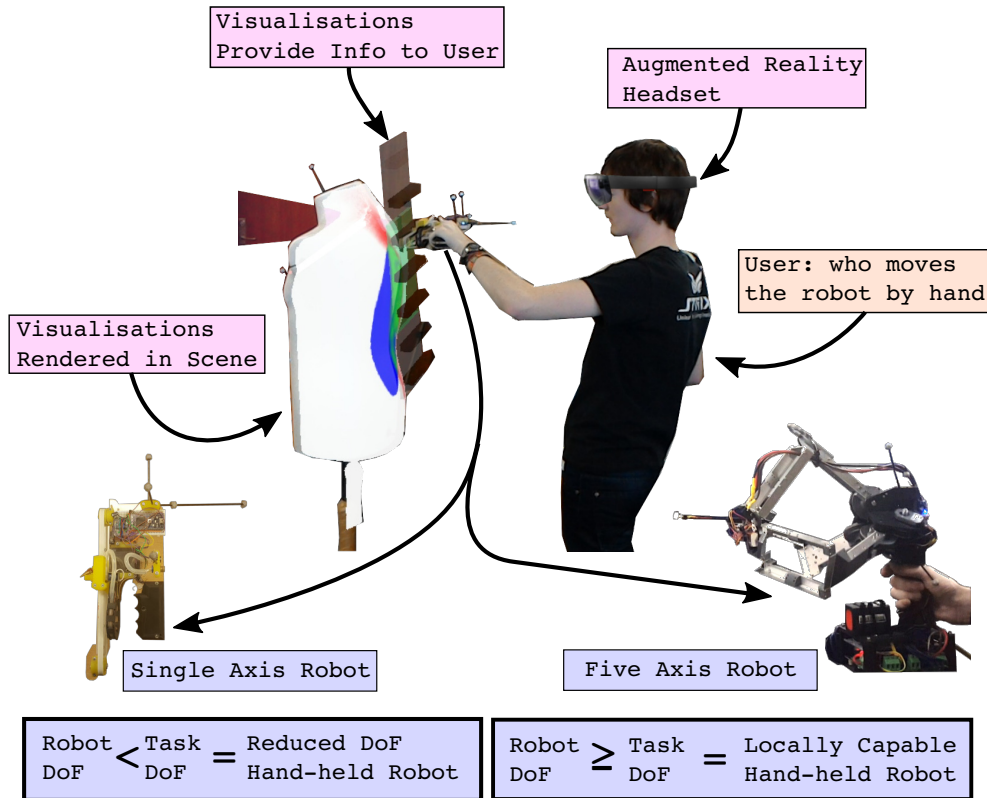 Visualisations
Provide Info to User
Augmented Reality
Headset
User: who moves
the robot by hand
Visualisations
Rendered in Scene
Single Axis Robot
Five Axis Robot
Robot < Task = Reduced DoF
DoF DoF Hand-held Robot
Robot ≥ Task = Locally Capable
DoF DoF Hand-held Robot